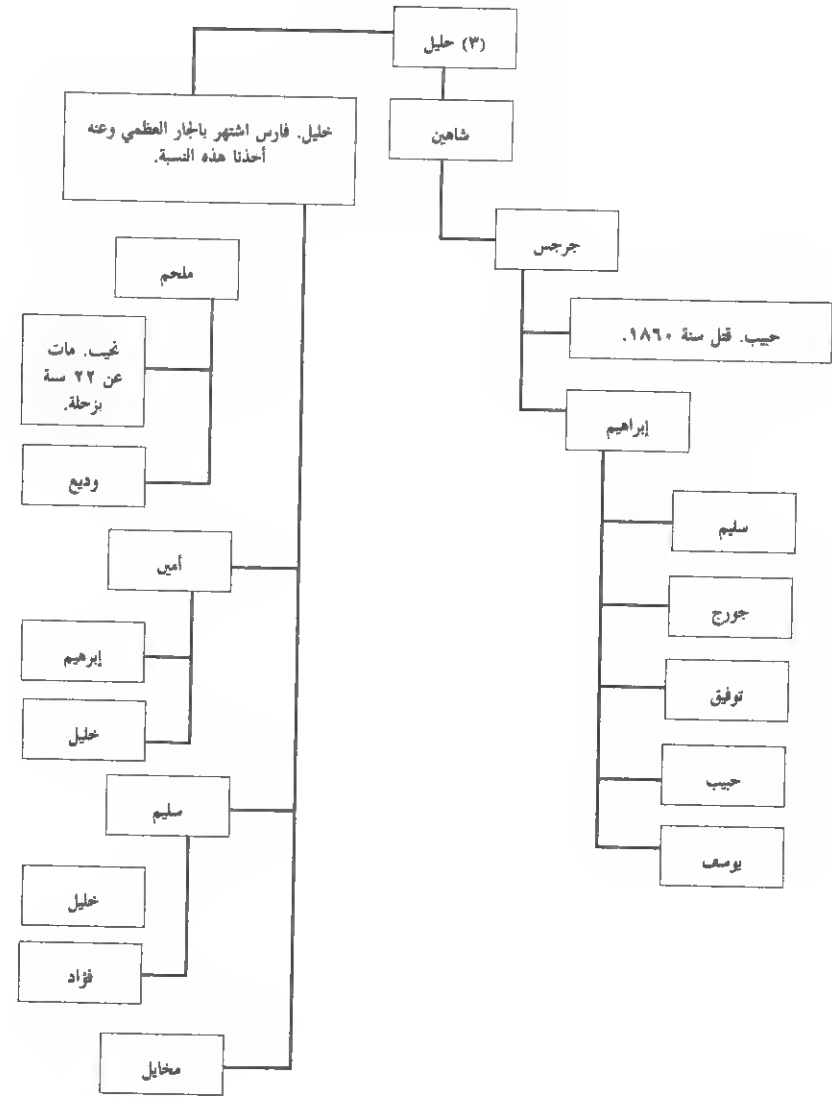 (٣) خليل
شاهين
جرجس
حبيب. قتل سنة ١٨٦٠.
إبراهيم
سليم
جورج
توفيق
حبيب
يوسف
خليل. فارس اشتهر بالجار العظمي وعنه
أخذنا هذه النسبة.
ملحم
نجيب. مات
عن ٢٢ سنة
بزحلة.
وديع
أمين
إبرهيم
خليل
سليم
خليل
فؤاد
مخايل